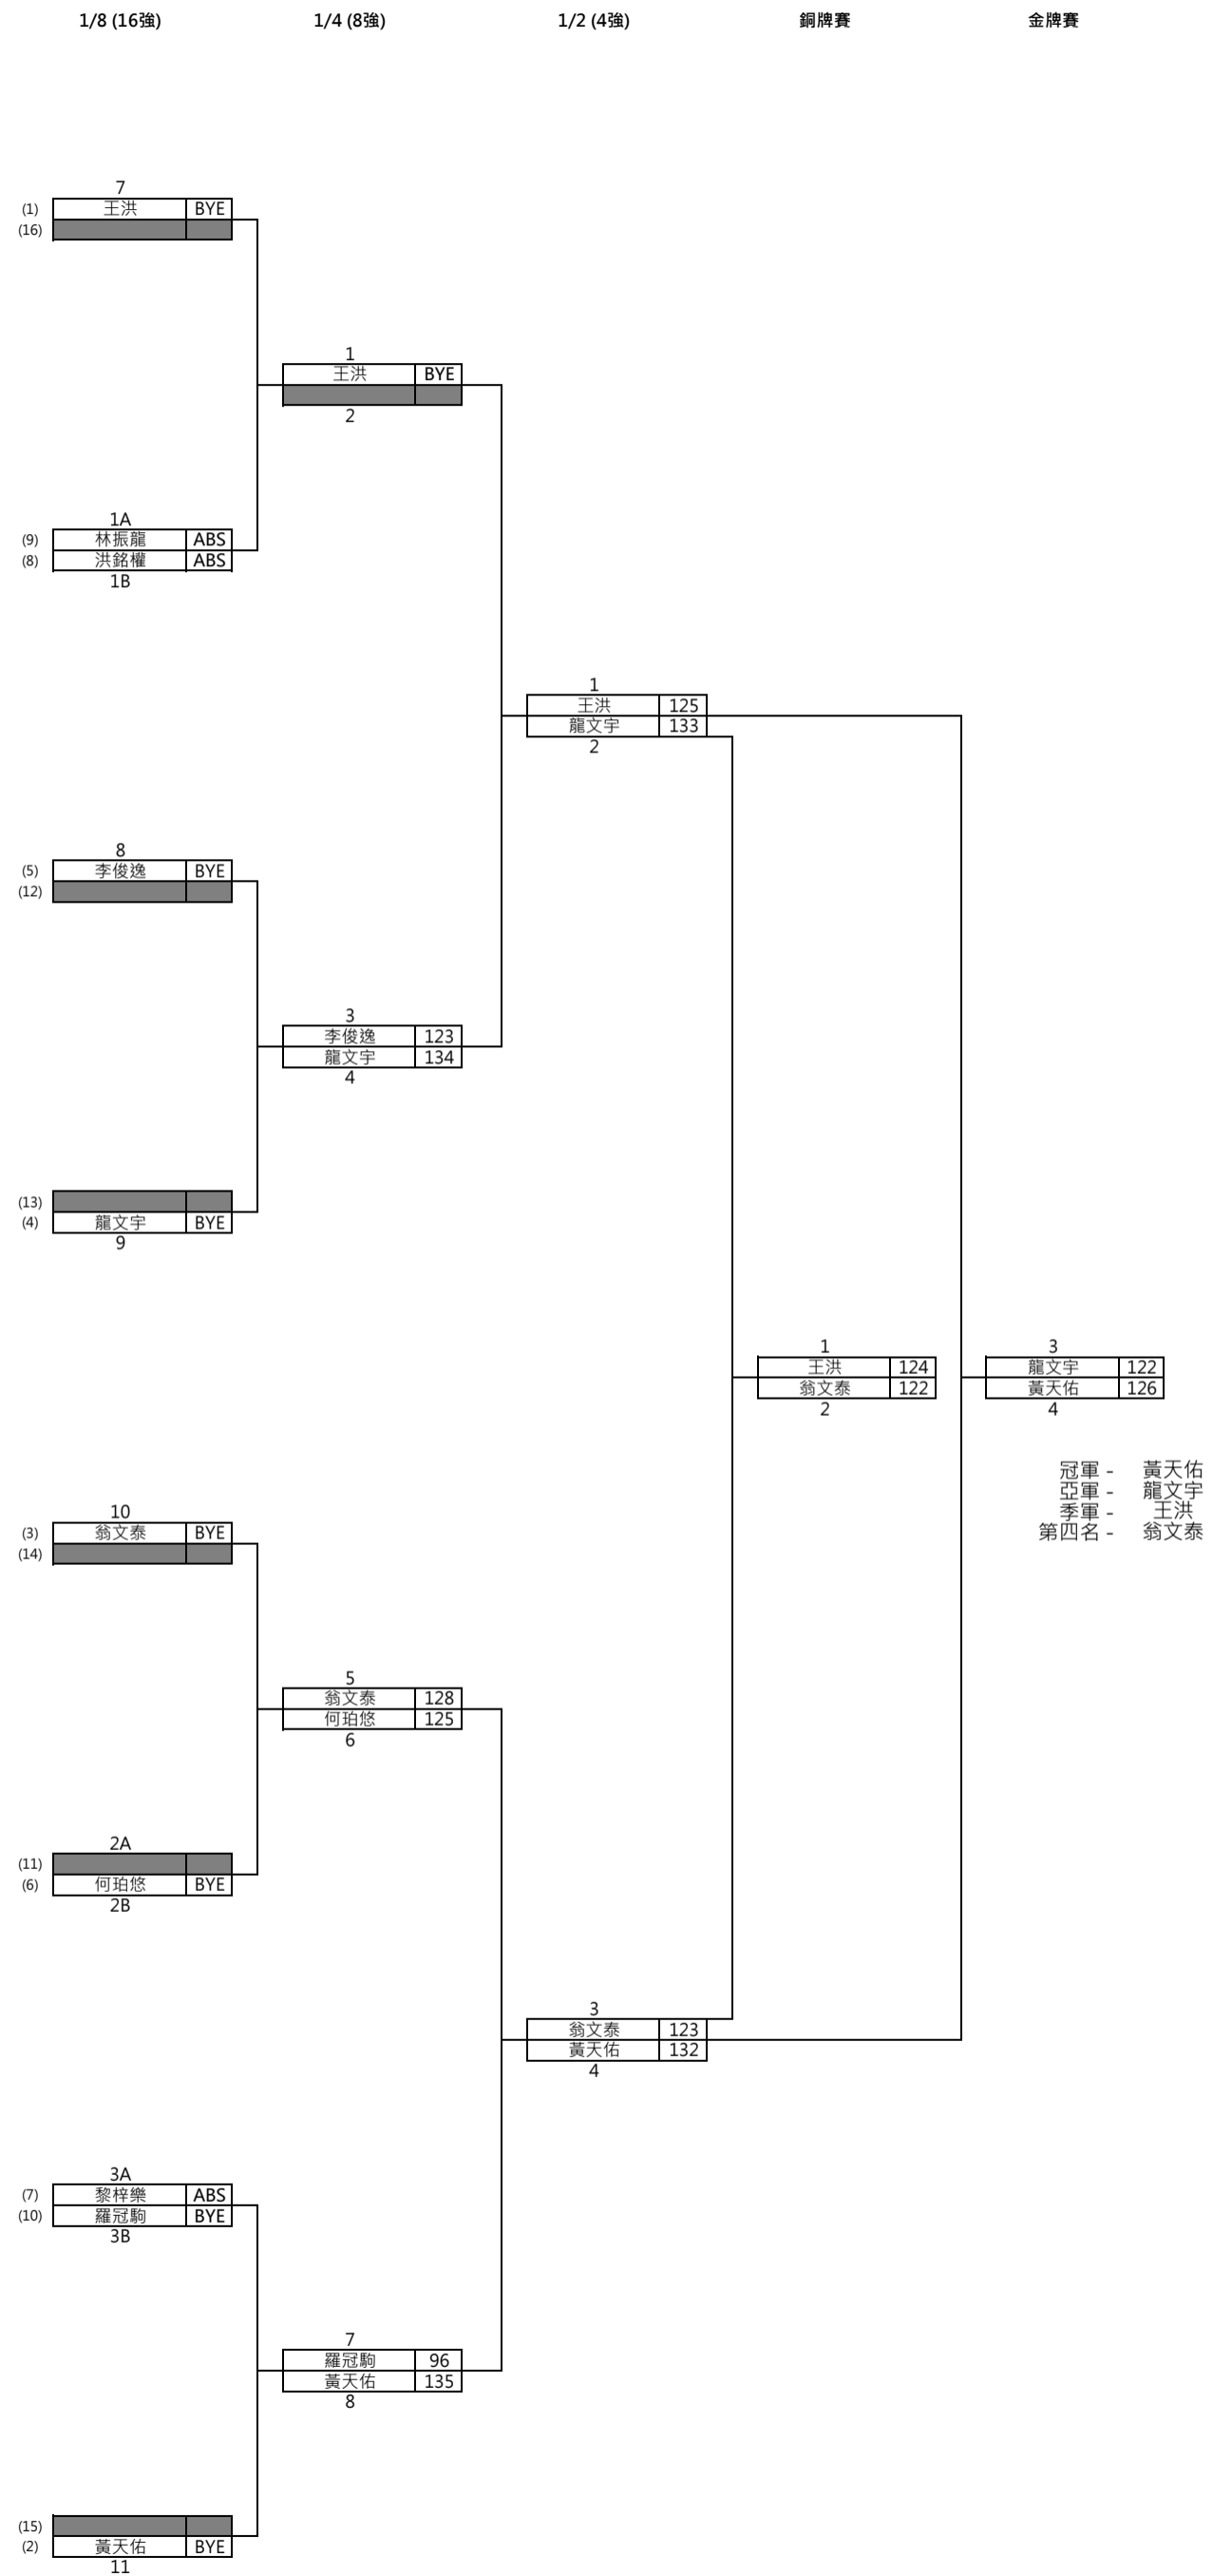 1/8 (16強) 1/4 (8強) 1/2 (4強) 銅牌賽 金牌賽
7
(1) 王洪 BYE
(16)
1
王洪 BYE
2
1A
(9) 林振龍 ABS
(8) 洪銘權 ABS
1B
1
王洪 125
龍文宇 133
2
8
(5) 李俊逸 BYE
(12)
3
李俊逸 123
龍文宇 134
4
(13)
(4) 龍文宇 BYE
9
1 3
王洪 124 龍文宇 122
翁文泰 122 黃天佑 126
2 4
冠軍 - 黃天佑
亞軍 - 龍文宇
季軍 - 王洪
第四名 - 翁文泰
10
(3) 翁文泰 BYE
(14)
5
翁文泰 128
何珀悠 125
6
2A
(11)
(6) 何珀悠 BYE
2B
3
翁文泰 123
黃天佑 132
4
3A
(7) 黎梓樂 ABS
(10) 羅冠駒 BYE
3B
7
羅冠駒 96
黃天佑 135
8
(15)
(2) 黃天佑 BYE
11